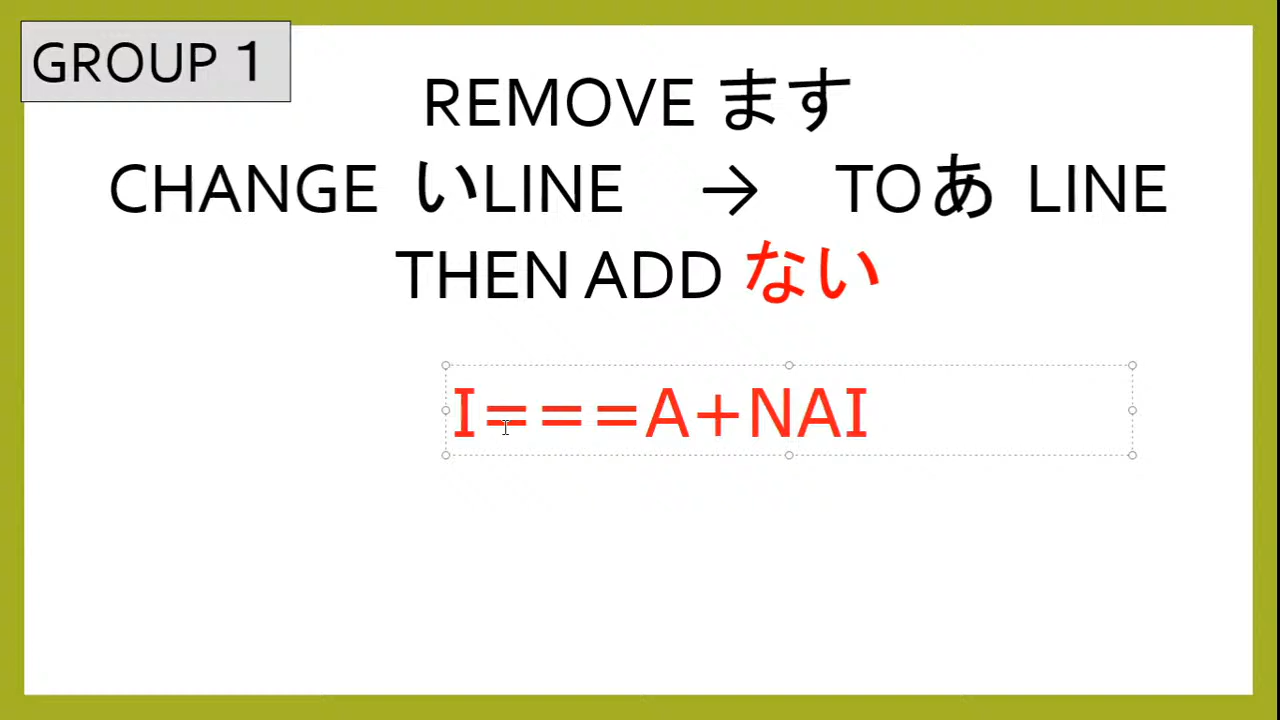 GROUP 1
REMOVE ます
CHANGE いLINE → TOあ LINE
THEN ADD ない
I===A+NAI